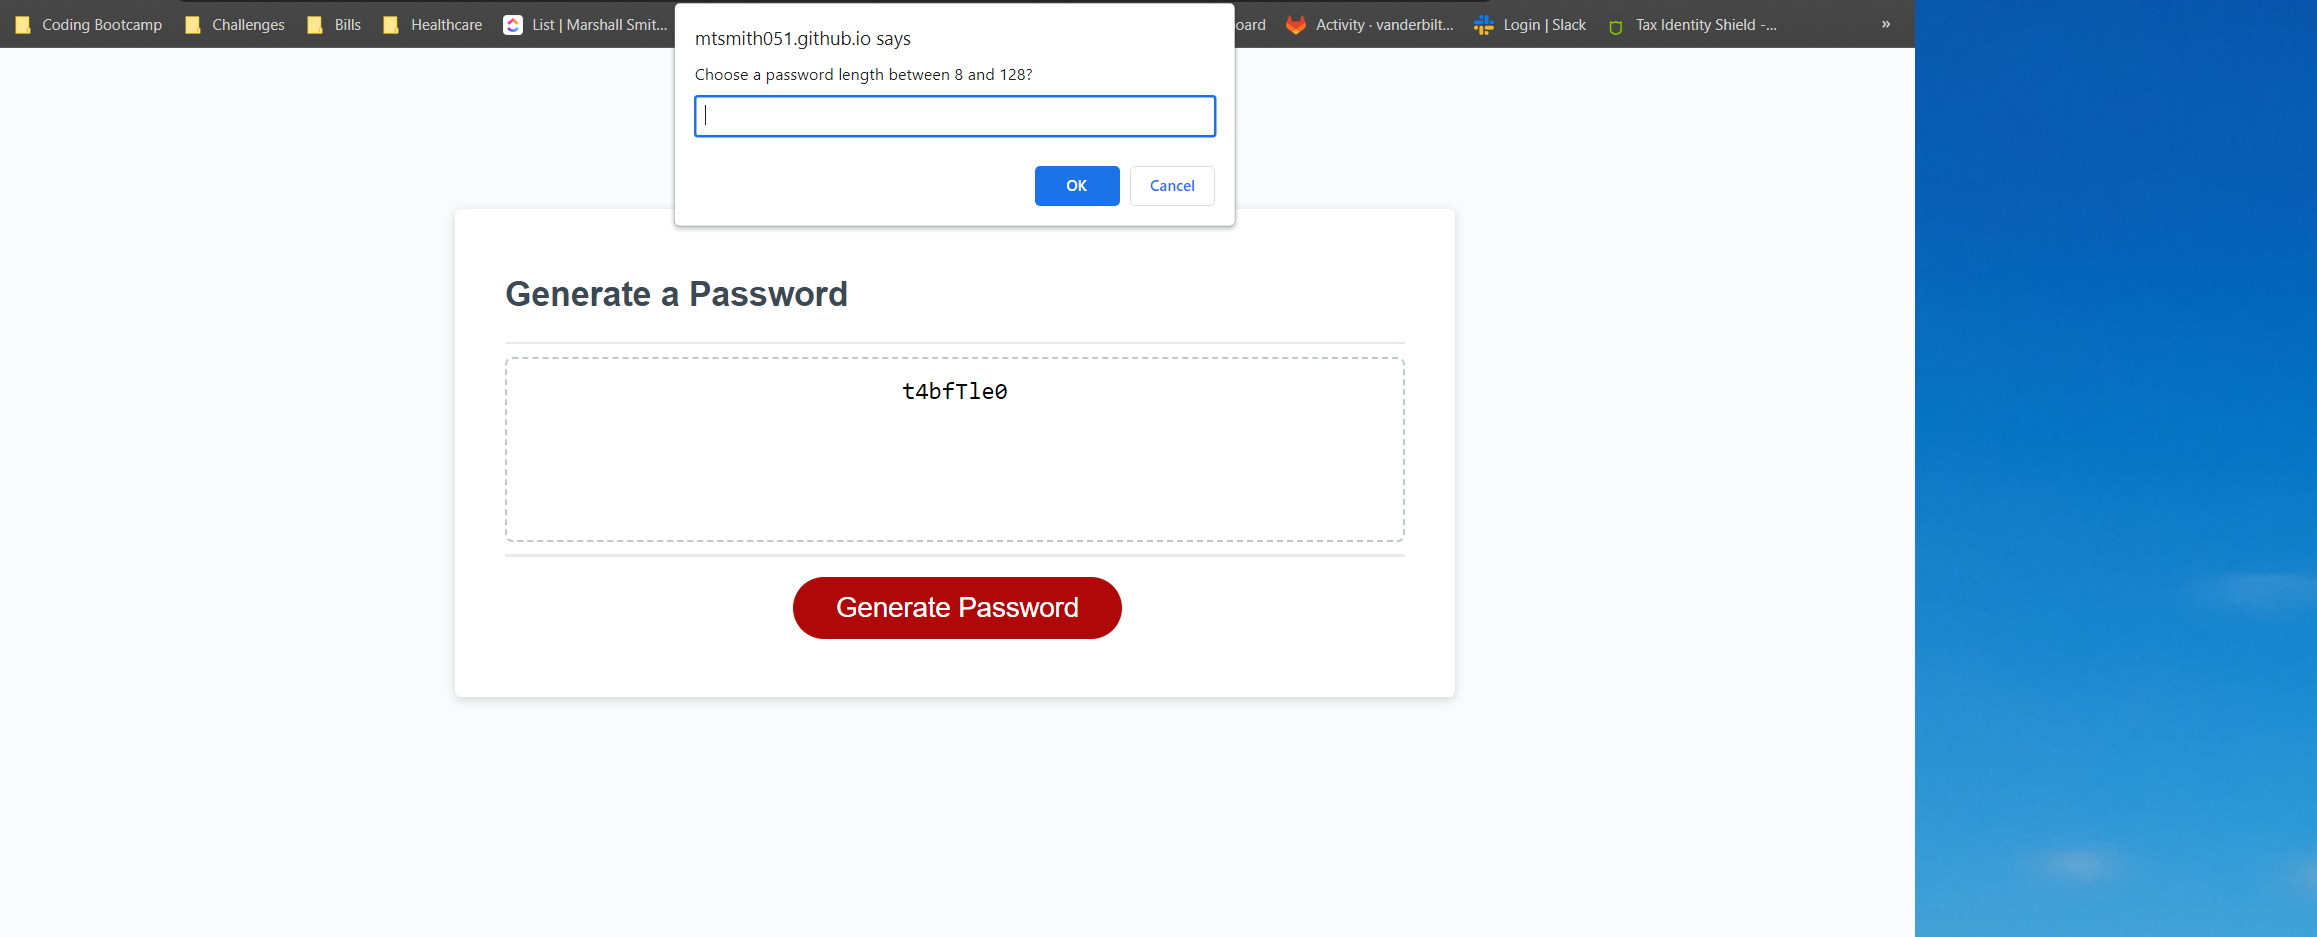 Coding Bootcamp Challenges Bills Healthcare List | Marshall Smit... oard Activity · vanderbilt... Login | Slack Tax Identity Shield -... »
mtsmith051.github.io says
Choose a password length between 8 and 128?
OK Cancel
Generate a Password
t4bfTle0
Generate Password